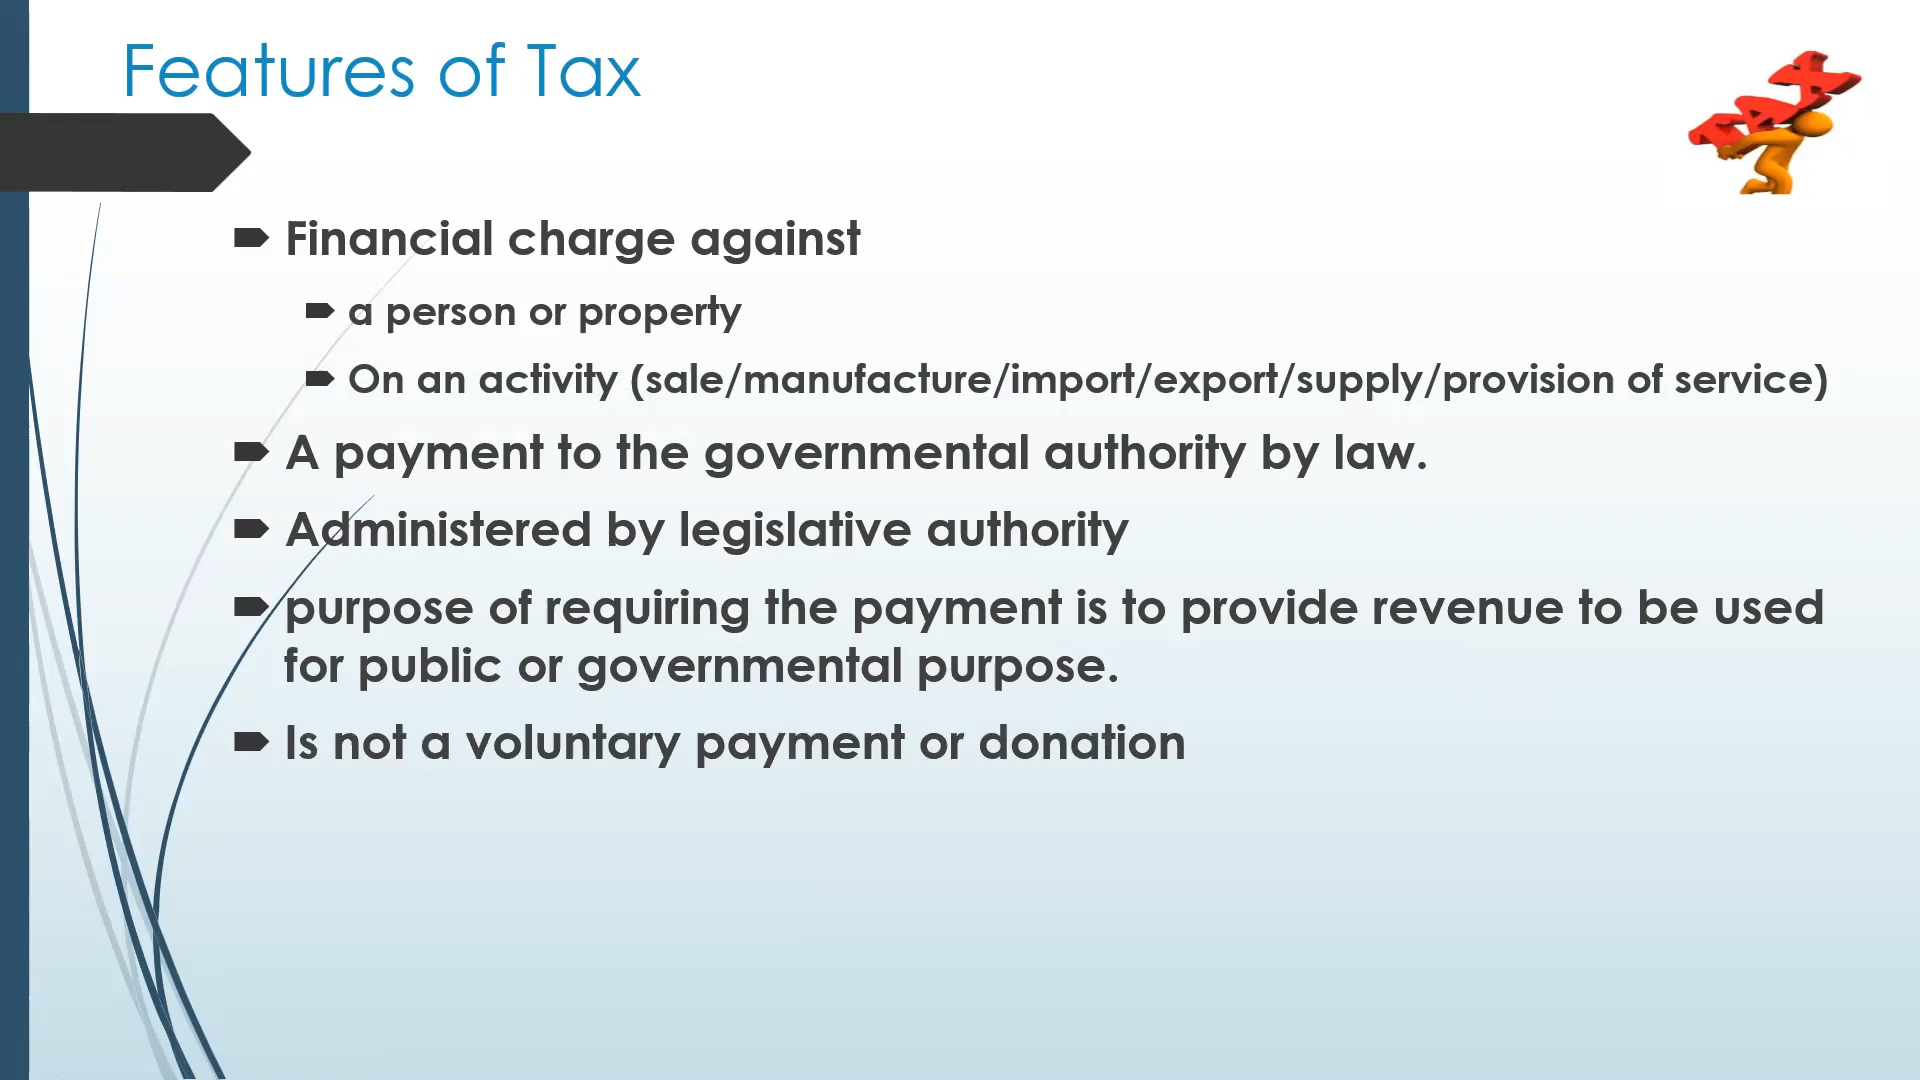 Features of Tax
TAX
Financial charge against
a person or property
On an activity (sale/manufacture/import/export/supply/provision of service)
A payment to the governmental authority by law.
Administered by legislative authority
purpose of requiring the payment is to provide revenue to be used
for public or governmental purpose.
Is not a voluntary payment or donation